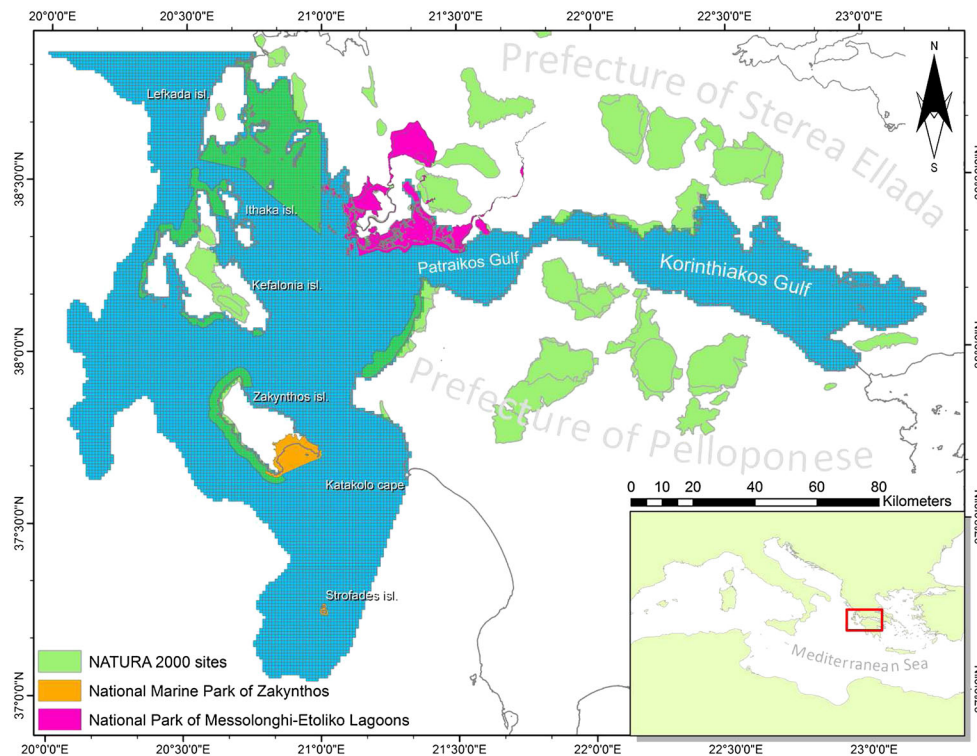 20°0'0"E 20°30'0"E 21°0'0"E 21°30'0"E 22°0'0"E 22°30'0"E 23°0'0"E
N
S
Prefecture of Sterea Ellada
Lefkada isl.
38°30'0"N
Ithaka isl.
Patraikos Gulf
Korinthiakos Gulf
Kefalonia isl.
38°0'0"N
Prefecture of Pelloponese
Zakynthos isl.
Katakolo cape
0 10 20 40 60 80
Kilometers
37°30'0"N
Strofades isl.
Mediterranean Sea
NATURA 2000 sites
National Marine Park of Zakynthos
National Park of Messolonghi-Etoliko Lagoons
37°0'0"N
20°0'0"E 20°30'0"E 21°0'0"E 21°30'0"E 22°0'0"E 22°30'0"E 23°0'0"E